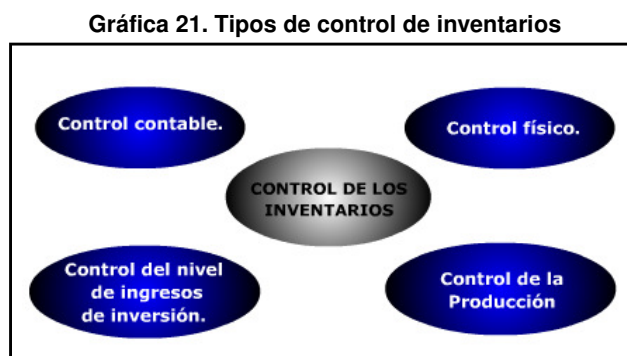 Gráfica 21. Tipos de control de inventarios
Control contable.
Control físico.
CONTROL DE LOS
INVENTARIOS
Control del nivel
de ingresos
de inversión.
Control de la
Producción